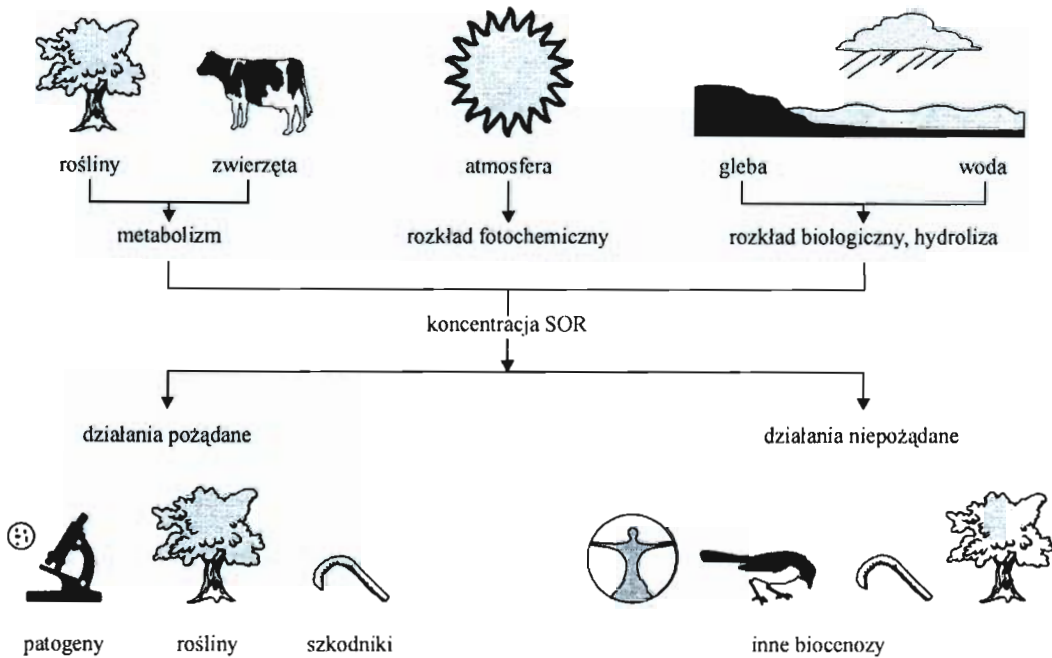 rośliny zwierzęta atmosfera gleba woda
metabolizm rozkład fotochemiczny rozkład biologiczny, hydroliza
koncentracja SOR
działania pożądane działania niepożądane
patogeny rośliny szkodniki inne biocenozy